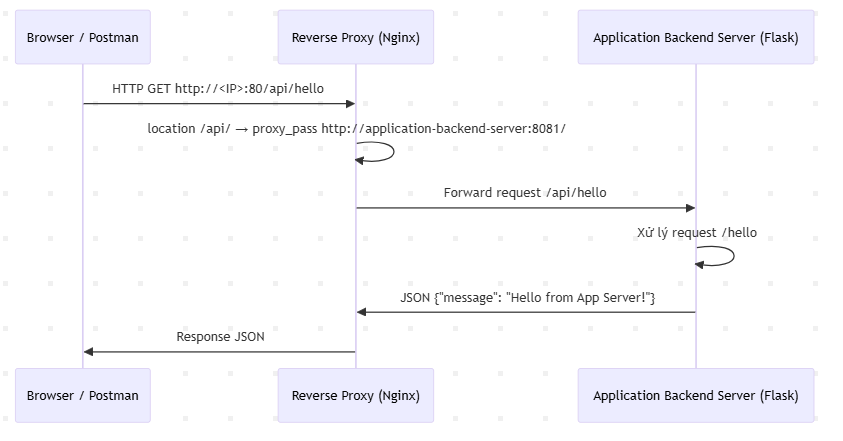 Browser / Postman
Reverse Proxy (Nginx)
Application Backend Server (Flask)
HTTP GET http://<IP>:80/api/hello
location /api/ → proxy_pass http://application-backend-server:8081/
Forward request /api/hello
Xử lý request /hello
JSON {"message": "Hello from App Server!"}
Response JSON
Browser / Postman
Reverse Proxy (Nginx)
Application Backend Server (Flask)